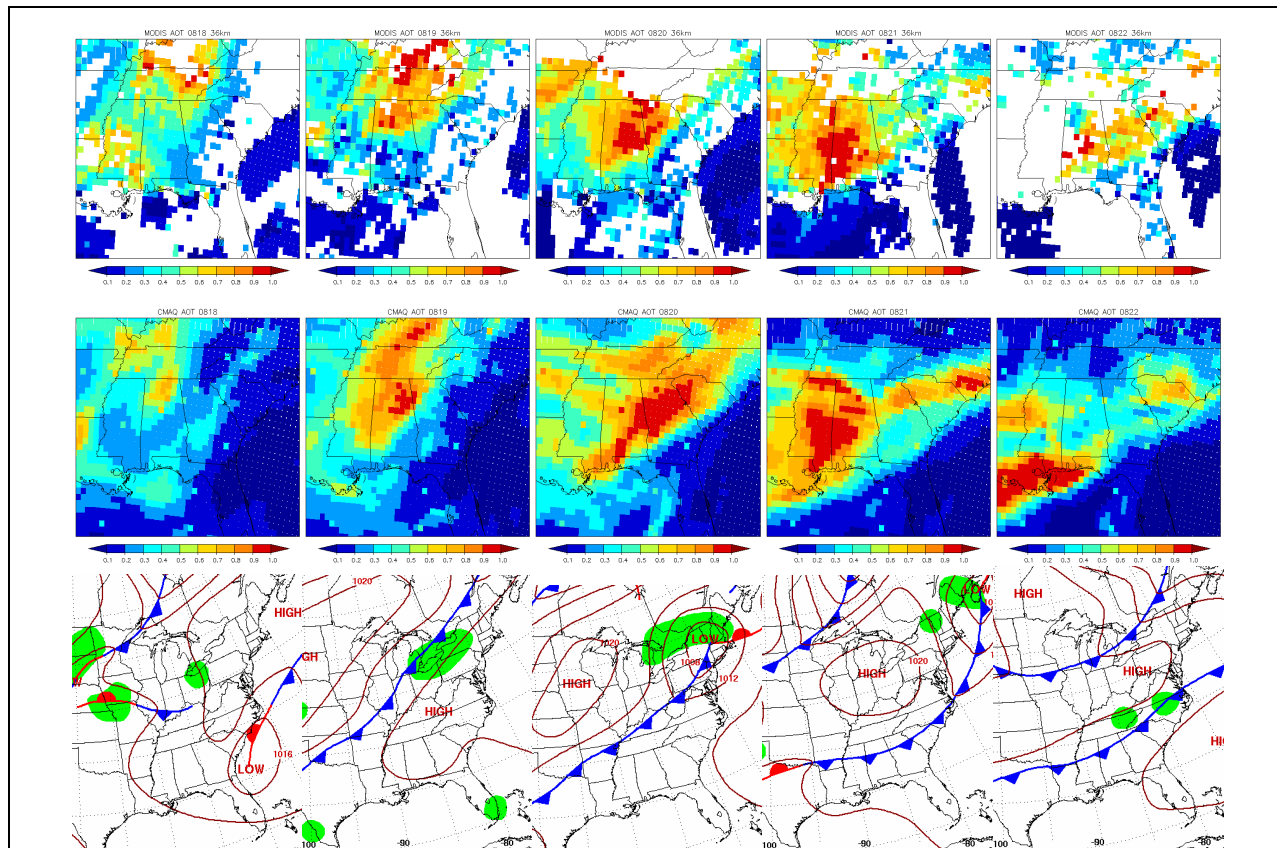 MODIS AOT 0818 36km
MODIS AOT 0819 36km
MODIS AOT 0820 36km
MODIS AOT 0821 36km
MODIS AOT 0822 36km
0.1 0.2 0.3 0.4 0.5 0.6 0.7 0.8 0.9 1.0
0.1 0.2 0.3 0.4 0.5 0.6 0.7 0.8 0.9 1.0
0.1 0.2 0.3 0.4 0.5 0.6 0.7 0.8 0.9 1.0
0.1 0.2 0.3 0.4 0.5 0.6 0.7 0.8 0.9 1.0
0.1 0.2 0.3 0.4 0.5 0.6 0.7 0.8 0.9 1.0
CMAQ AOT 0818
CMAQ AOT 0819
CMAQ AOT 0820
CMAQ AOT 0821
CMAQ AOT 0822
0.1 0.2 0.3 0.4 0.5 0.6 0.7 0.8 0.9 1.0
0.1 0.2 0.3 0.4 0.5 0.6 0.7 0.8 0.9 1.0
0.1 0.2 0.3 0.4 0.5 0.6 0.7 0.8 0.9 1.0
0.1 0.2 0.3 0.4 0.5 0.6 0.7 0.8 0.9 1.0
0.1 0.2 0.3 0.4 0.5 0.6 0.7 0.8 0.9 1.0
HIGH
1016
LOW
1020
GH
HIGH
100
-90
-80
1020
LOW
1008
1012
HIGH
LOW
1020
HIGH
100
-90
-80
HIGH
HIGH
HI
100
-90
-80